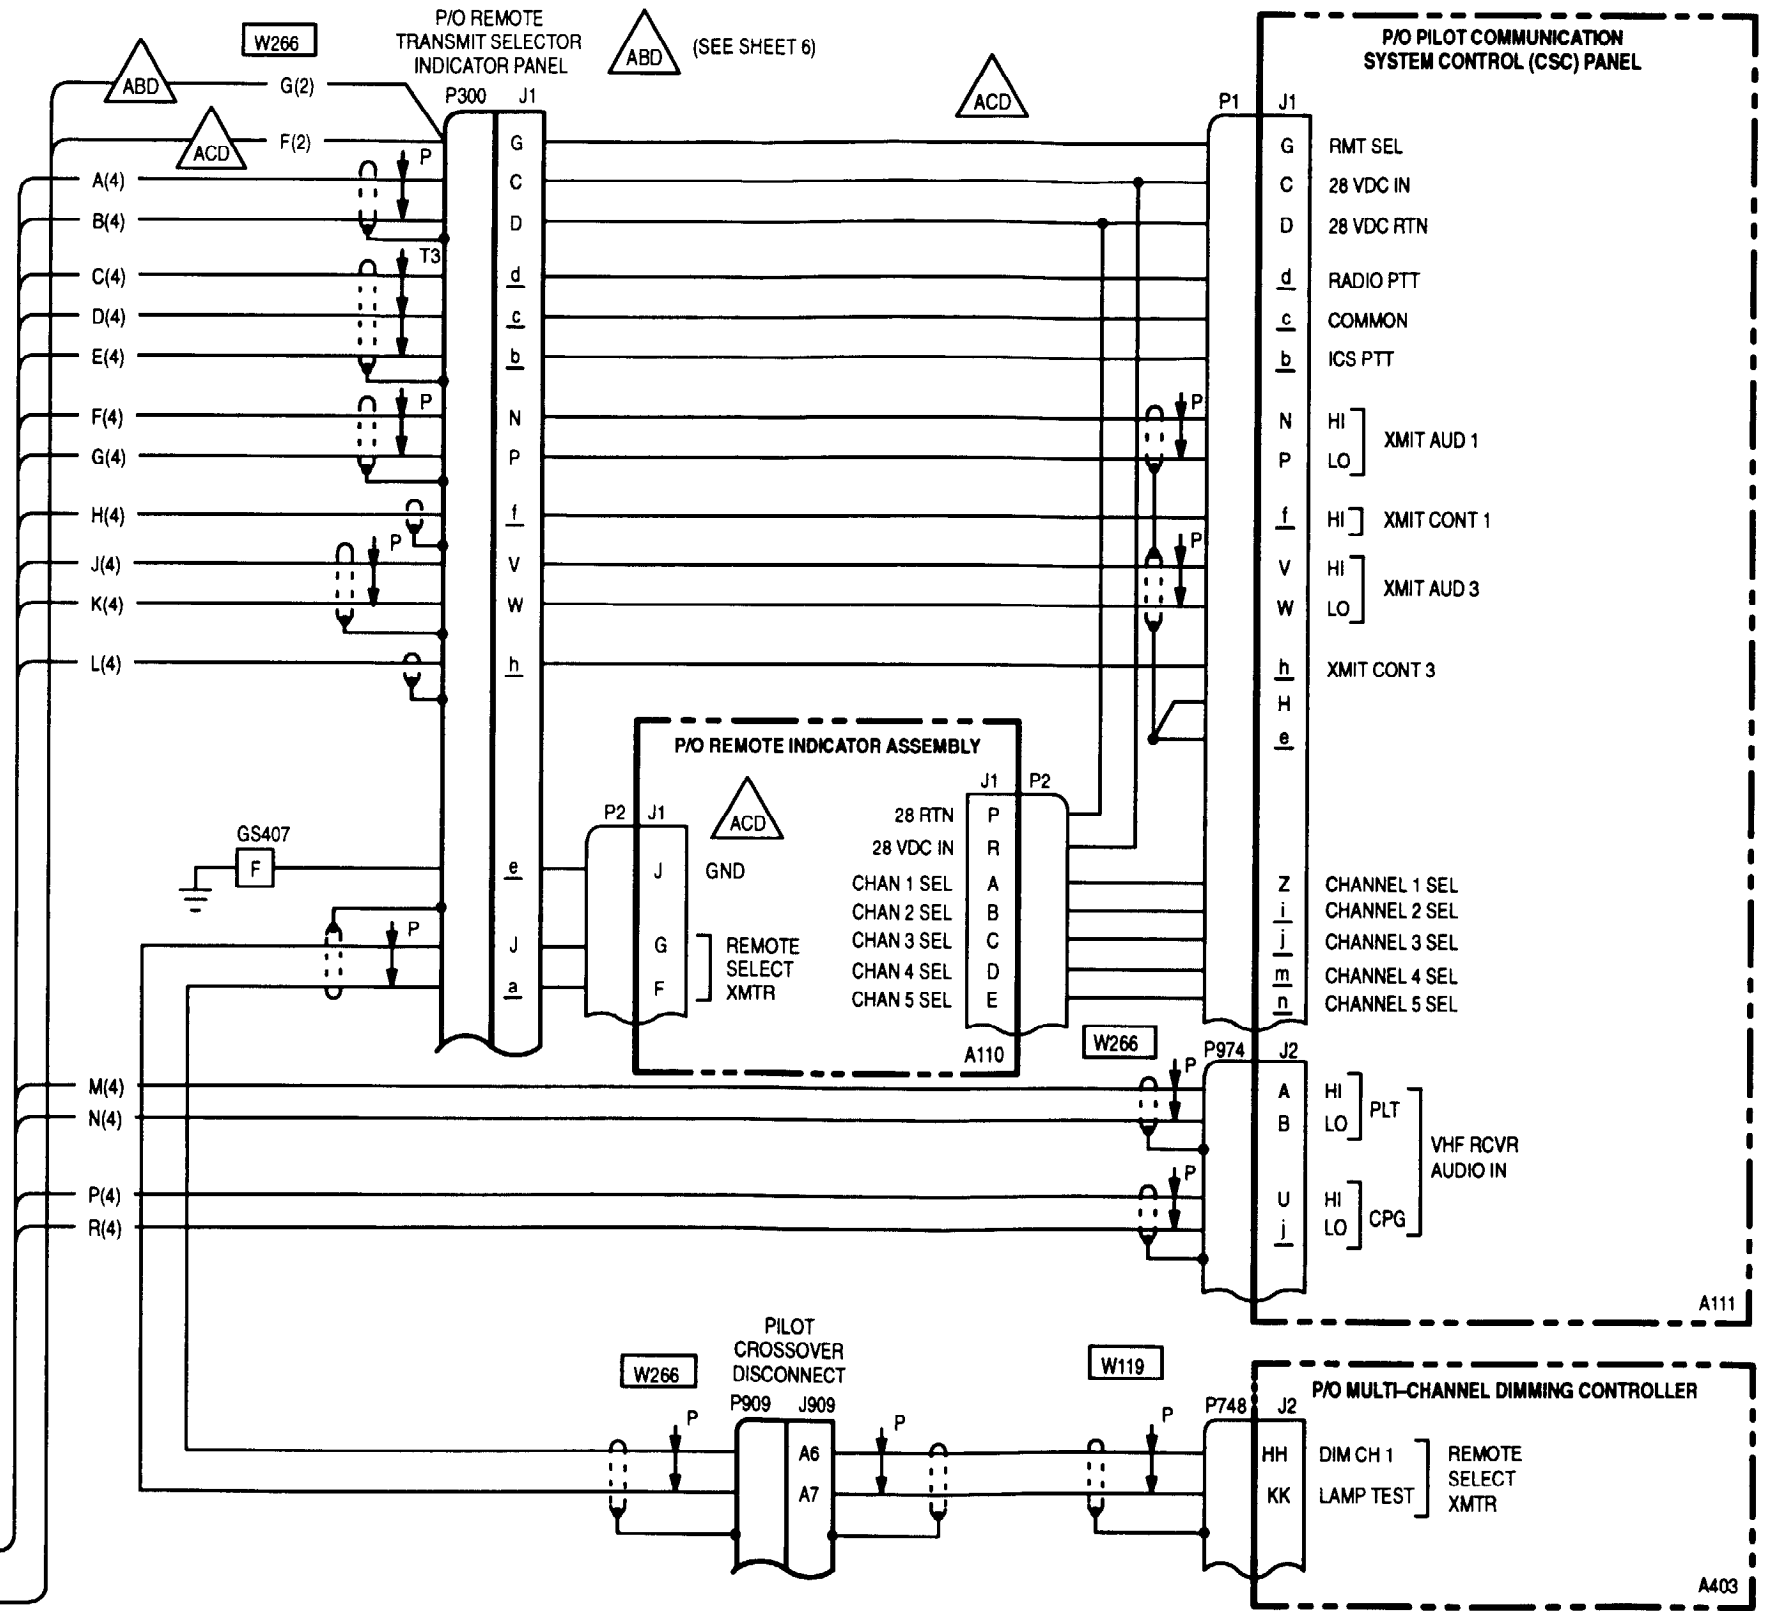 P/O REMOTE
TRANSMIT SELECTOR
INDICATOR PANEL
W266
ABD
ABD
(SEE SHEET 6)
ACD
P/O PILOT COMMUNICATION
SYSTEM CONTROL (CSC) PANEL
G(2)
P300 J1
P1 J1
F(2)
ACD
P
G
G RMT SEL
A(4)
C
C 28 VDC IN
B(4)
D
D 28 VDC RTN
T3
C(4)
d
d RADIO PTT
D(4)
c
c COMMON
E(4)
b
b ICS PTT
P
P
F(4)
N
N HI
XMIT AUD 1
G(4)
P
P LO
H(4)
f
f HI XMIT CONT 1
P
P
J(4)
V
V HI
XMIT AUD 3
K(4)
W
W LO
L(4)
h
h XMIT CONT 3
H
e
P/O REMOTE INDICATOR ASSEMBLY
J1 P2
P2 J1
ACD
28 RTN P
28 VDC IN R
GS407
F
e
J GND
CHAN 1 SEL A
Z CHANNEL 1 SEL
CHAN 2 SEL B
i CHANNEL 2 SEL
P
J
G
REMOTE
SELECT
XMTR
CHAN 3 SEL C
j CHANNEL 3 SEL
CHAN 4 SEL D
m CHANNEL 4 SEL
a
F
CHAN 5 SEL E
n CHANNEL 5 SEL
A110
W266
P974 J2
P
M(4)
A HI
PLT
N(4)
B LO
VHF RCVR
AUDIO IN
P
P(4)
U HI
CPG
R(4)
j LO
A111
PILOT
CROSSOVER
DISCONNECT
W266
W119
P/O MULTI-CHANNEL DIMMING CONTROLLER
P909 J909
P748 J2
P
P
P
A6
HH DIM CH 1
REMOTE
SELECT
XMTR
A7
KK LAMP TEST
A403